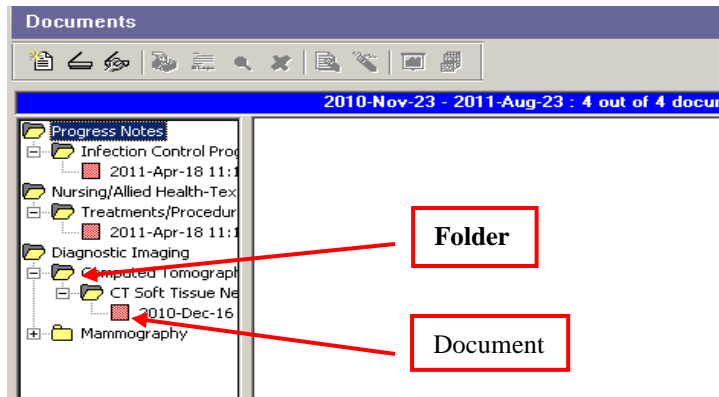 Documents
2010-Nov-23 - 2011-Aug-23 : 4 out of 4 docu
Progress Notes
Infection Control Prog
2011-Apr-18 11:1
Nursing/Allied Health-Tex
Treatments/Procedur
2011-Apr-18 11:1
Diagnostic Imaging
Computed Tomograph
CT Soft Tissue Ne
2010-Dec-16
Mammography
Folder
Document